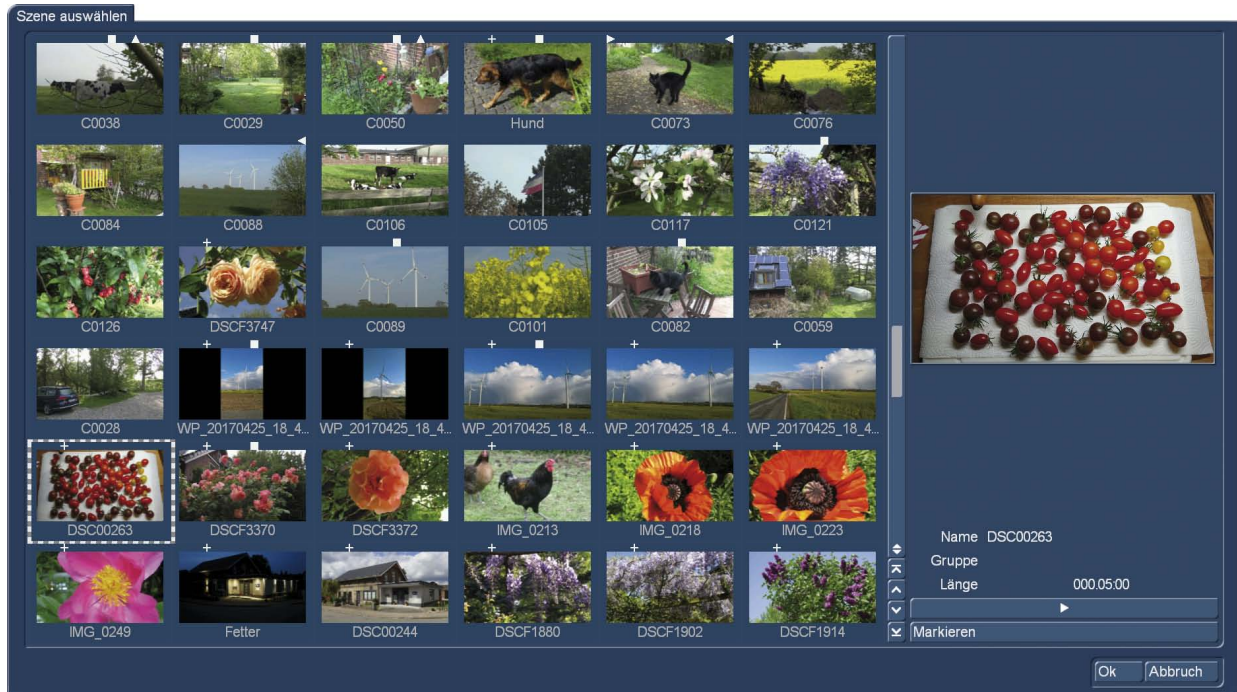 Szene auswählen
C0038 C0029 C0050 Hund C0073 C0076
C0084 C0088 C0106 C0105 C0117 C0121
C0126 DSCF3747 C0089 C0101 C0082 C0059
C0028 WP_20170425_18_4... WP_20170425_18_4... WP_20170425_18_4... WP_20170425_18_4... WP_20170425_18_4...
DSC00263 DSCF3370 DSCF3372 IMG_0213 IMG_0218 IMG_0223
IMG_0249 Fetter DSC00244 DSCF1880 DSCF1902 DSCF1914
Name DSC00263
Gruppe
Länge 000.05:00
Markieren
Ok Abbruch